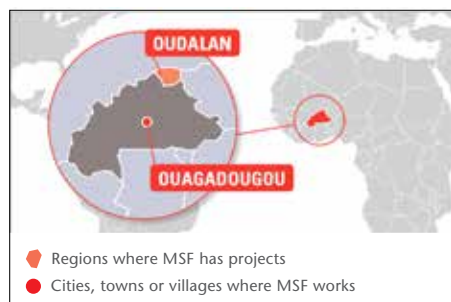 OUDALAN
OUAGADOUGOU
Regions where MSF has projects
Cities, towns or villages where MSF works